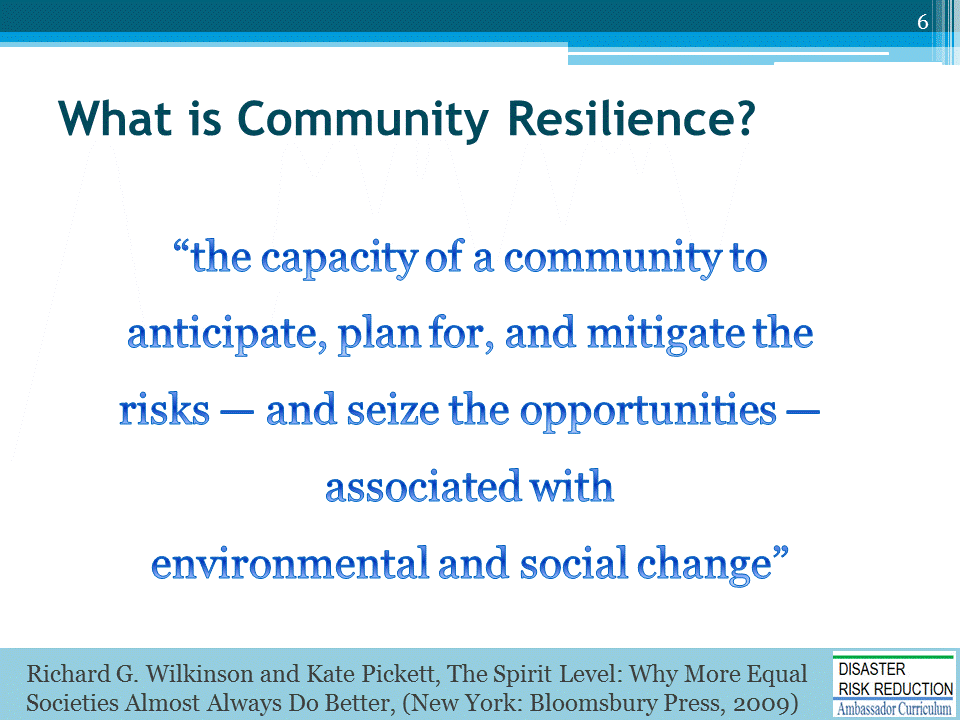 6
What is Community Resilience?
“the capacity of a community to
anticipate, plan for, and mitigate the
risks — and seize the opportunities —
associated with
environmental and social change”
Richard G. Wilkinson and Kate Pickett, The Spirit Level: Why More Equal
Societies Almost Always Do Better, (New York: Bloomsbury Press, 2009)
DISASTER
RISK REDUCTION
Ambassador Curriculum